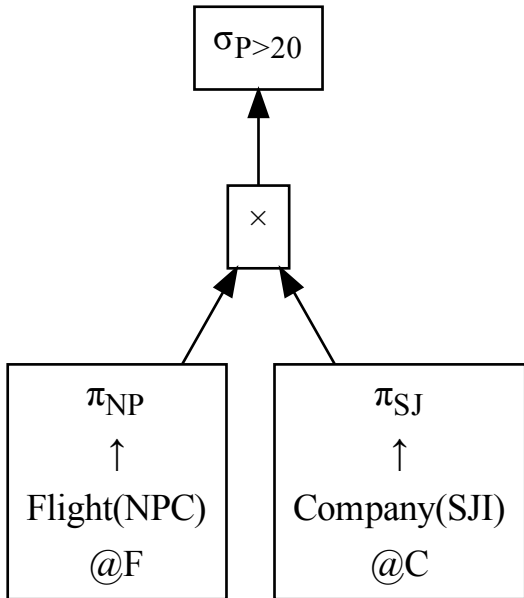 σP>20
×
πNP
↑
Flight(NPC)
@F
πSJ
↑
Company(SJI)
@C